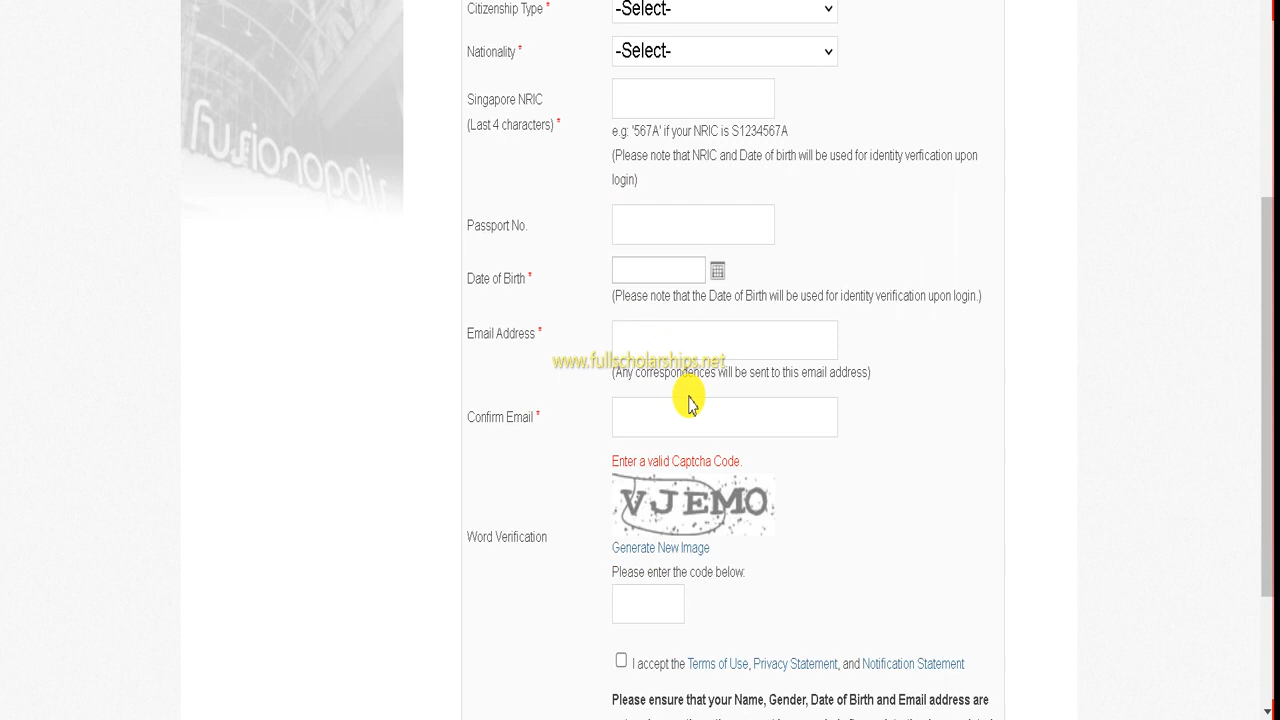 Citizenship Type *
-Select-
Nationality *
-Select-
fusionopolis
Singapore NRIC
(Last 4 characters) *
e.g: '567A' if your NRIC is S1234567A
(Please note that NRIC and Date of birth will be used for identity verfication upon
login)
Passport No.
Date of Birth *
(Please note that the Date of Birth will be used for identity verification upon login.)
Email Address *
www.fullscholarships.net
(Any correspondences will be sent to this email address)
Confirm Email *
Enter a valid Captcha Code.
VJEMO
Word Verification
Generate New Image
Please enter the code below:
I accept the Terms of Use, Privacy Statement, and Notification Statement
Please ensure that your Name, Gender, Date of Birth and Email address are